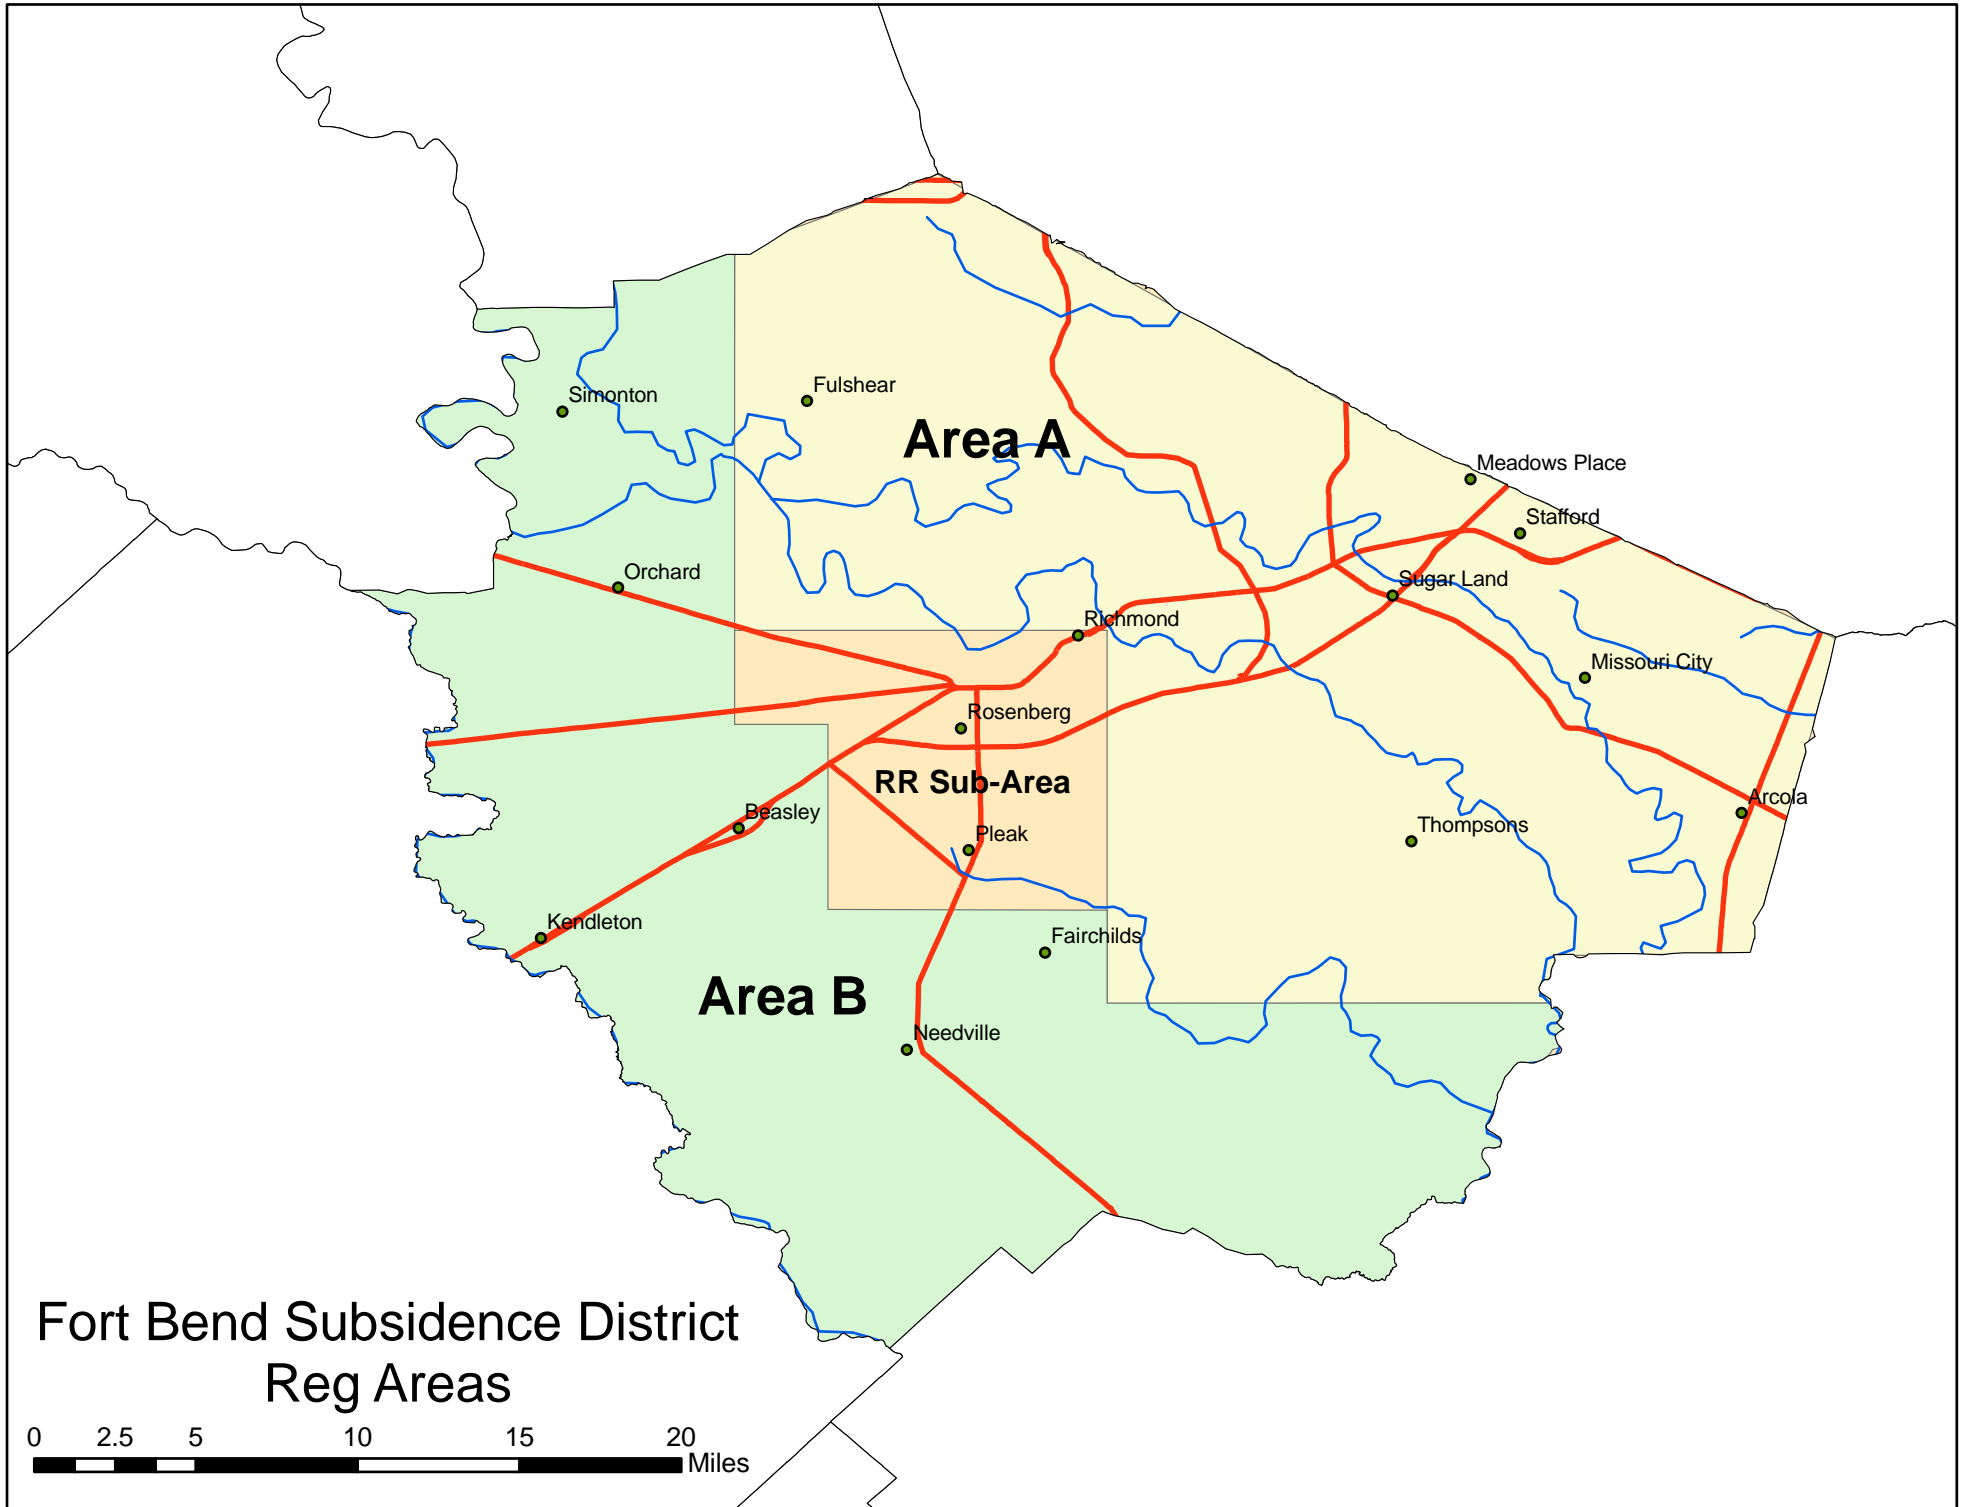 Simonton
Fulshear
Area A
Meadows Place
Stafford
Orchard
Sugar Land
Richmond
Missouri City
Rosenberg
RR Sub-Area
Beasley
Arcola
Thompsons
Pleak
Kendleton
Fairchilds
Area B
Needville
Fort Bend Subsidence District
Reg Areas
0 2.5 5 10 15 20
Miles